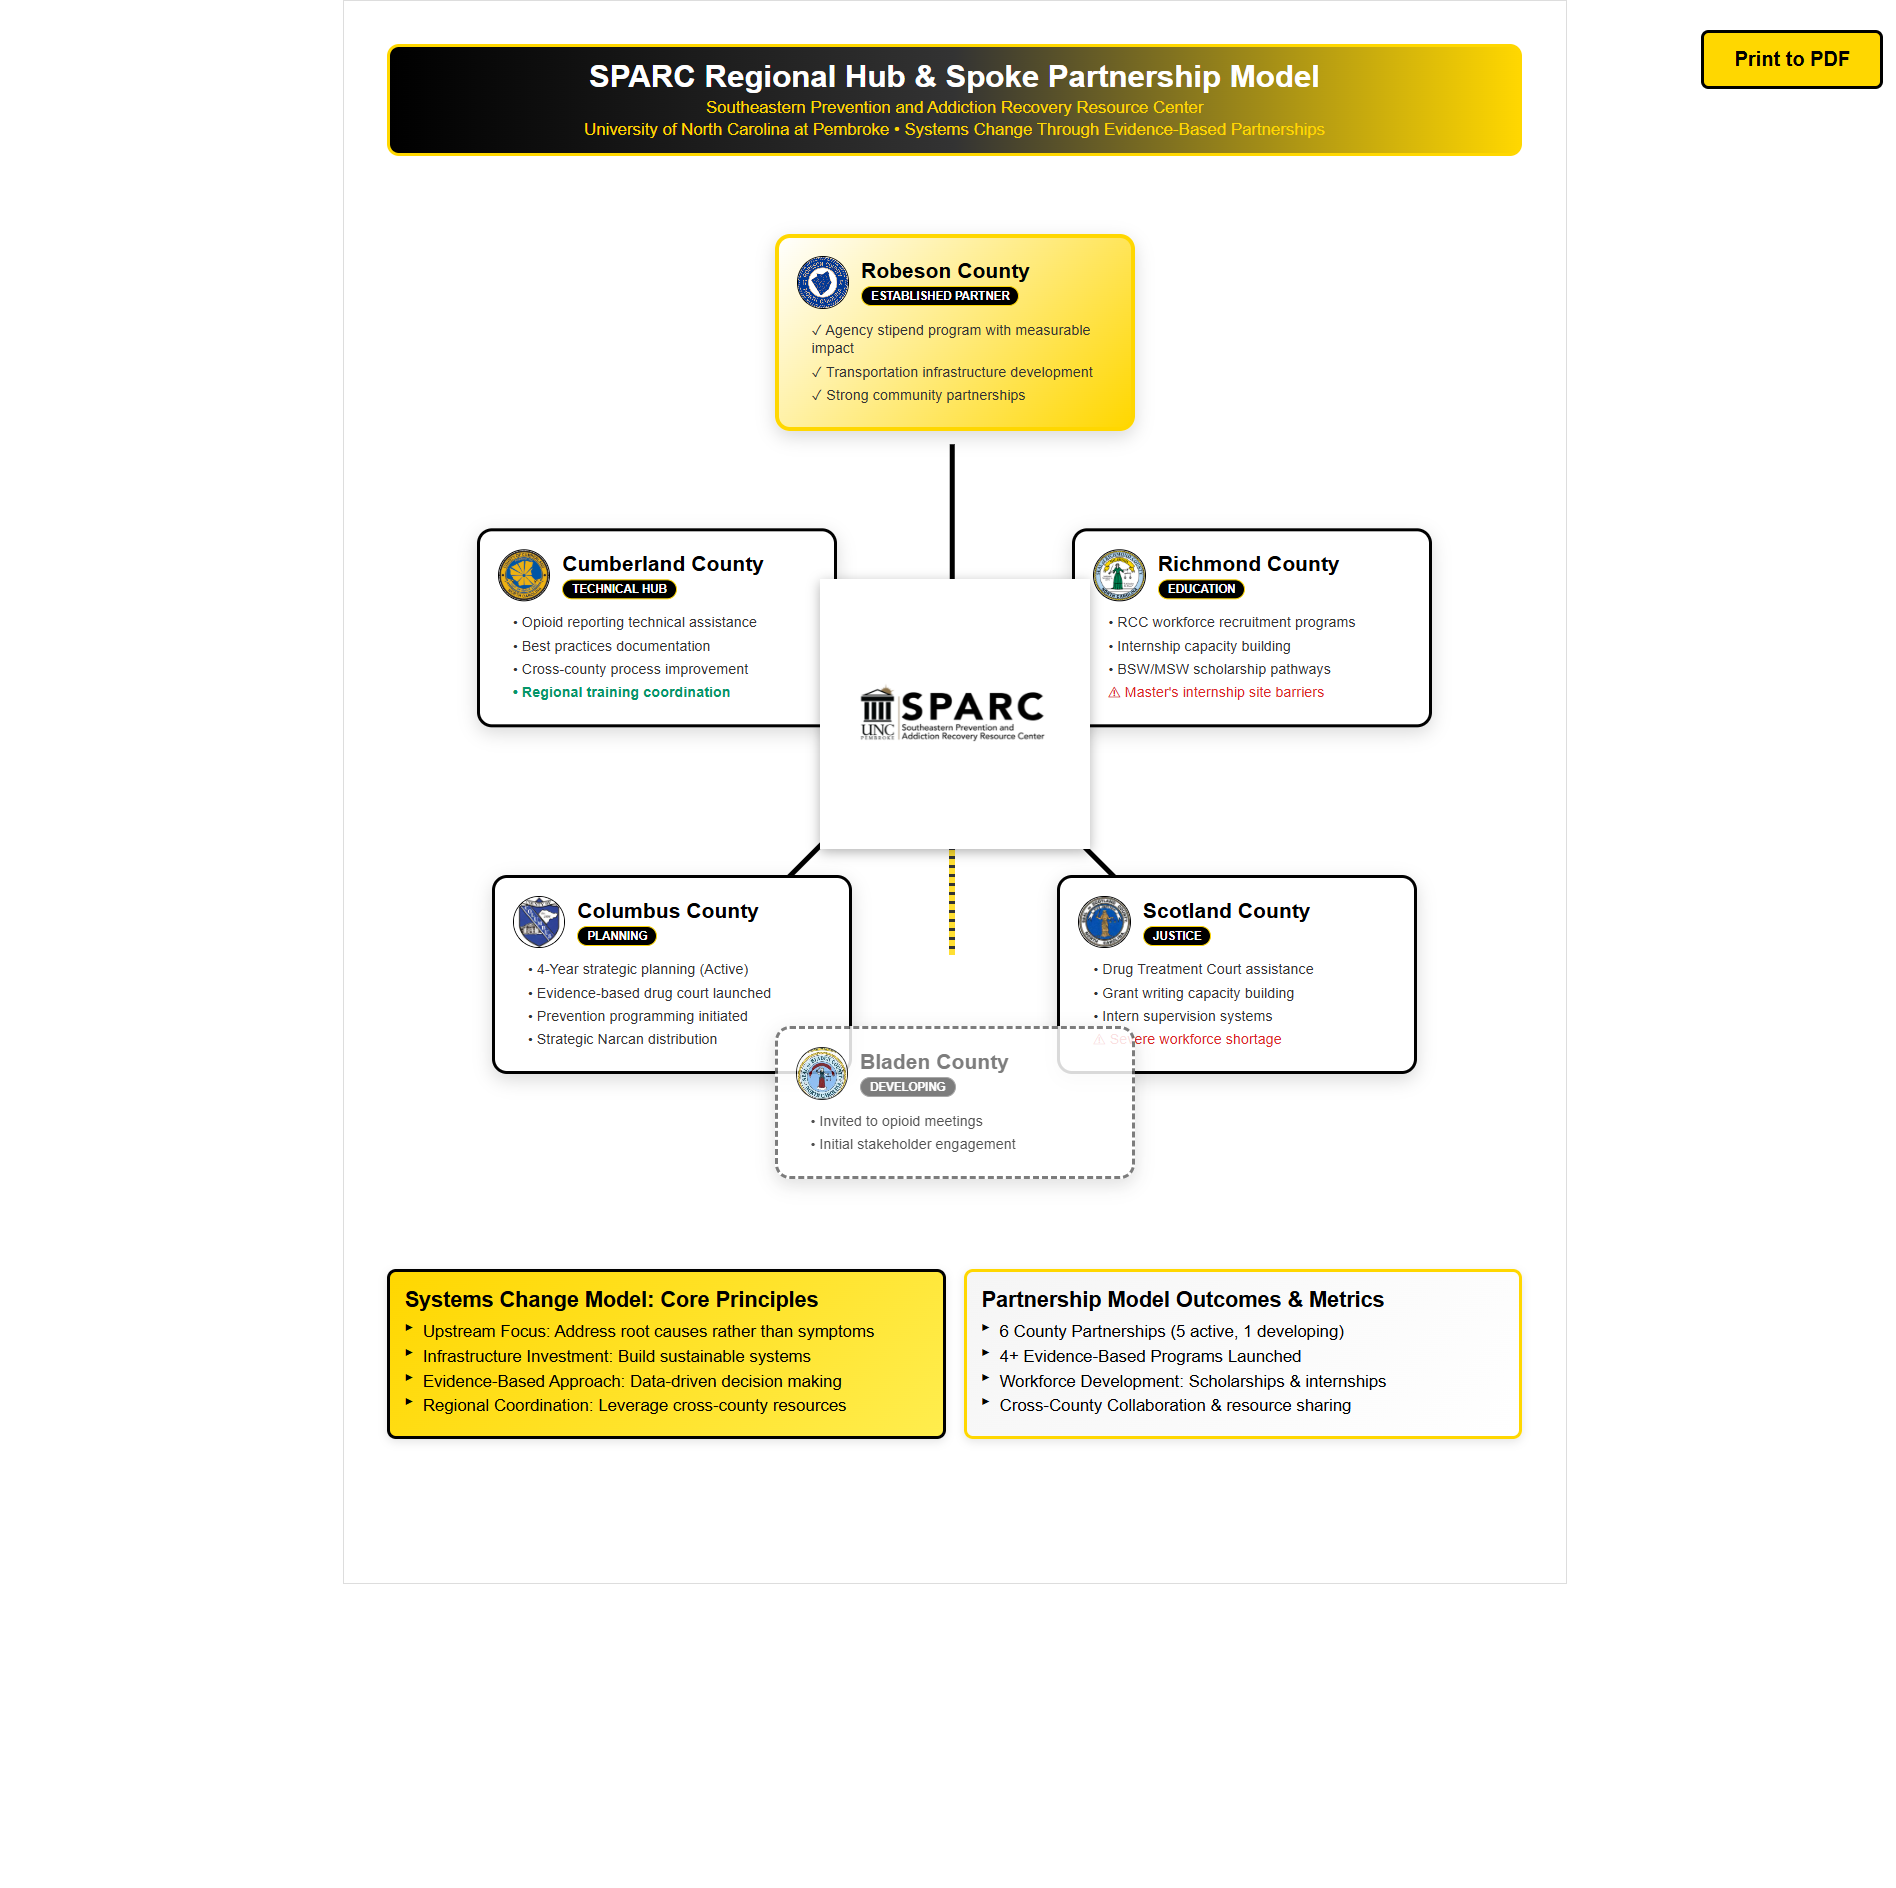 Print to PDF
SPARC Regional Hub & Spoke Partnership Model
Southeastern Prevention and Addiction Recovery Resource Center
University of North Carolina at Pembroke • Systems Change Through Evidence-Based Partnerships
Robeson County
ESTABLISHED PARTNER
✓ Agency stipend program with measurable
impact
✓ Transportation infrastructure development
✓ Strong community partnerships
Cumberland County
TECHNICAL HUB
• Opioid reporting technical assistance
• Best practices documentation
• Cross-county process improvement
• Regional training coordination
Richmond County
EDUCATION
• RCC workforce recruitment programs
• Internship capacity building
• BSW/MSW scholarship pathways
⚠ Master's internship site barriers
UNC
PEMBROKE
SPARC
Southeastern Prevention and
Addiction Recovery Resource Center
Columbus County
PLANNING
• 4-Year strategic planning (Active)
• Evidence-based drug court launched
• Prevention programming initiated
• Strategic Narcan distribution
Scotland County
JUSTICE
• Drug Treatment Court assistance
• Grant writing capacity building
• Intern supervision systems
⚠ Severe workforce shortage
Bladen County
DEVELOPING
• Invited to opioid meetings
• Initial stakeholder engagement
Systems Change Model: Core Principles
► Upstream Focus: Address root causes rather than symptoms
► Infrastructure Investment: Build sustainable systems
► Evidence-Based Approach: Data-driven decision making
► Regional Coordination: Leverage cross-county resources
Partnership Model Outcomes & Metrics
► 6 County Partnerships (5 active, 1 developing)
► 4+ Evidence-Based Programs Launched
► Workforce Development: Scholarships & internships
► Cross-County Collaboration & resource sharing